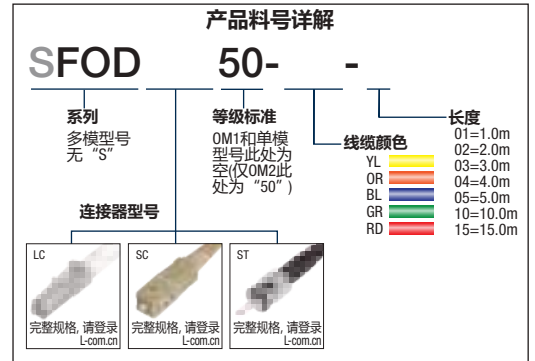 产品料号详解
SFOD 50- -
系列
多模型号
无“S”
等级标准
OM1和单模
型号此处为
空(仅OM2此
处为“50”)
线缆颜色
YL
OR
BL
GR
RD
长度
01=1.0m
02=2.0m
03=3.0m
04=4.0m
05=5.0m
10=10.0m
15=15.0m
连接器型号
LC
完整规格, 请登录
L-com.cn
SC
完整规格, 请登录
L-com.cn
ST
完整规格, 请登录
L-com.cn